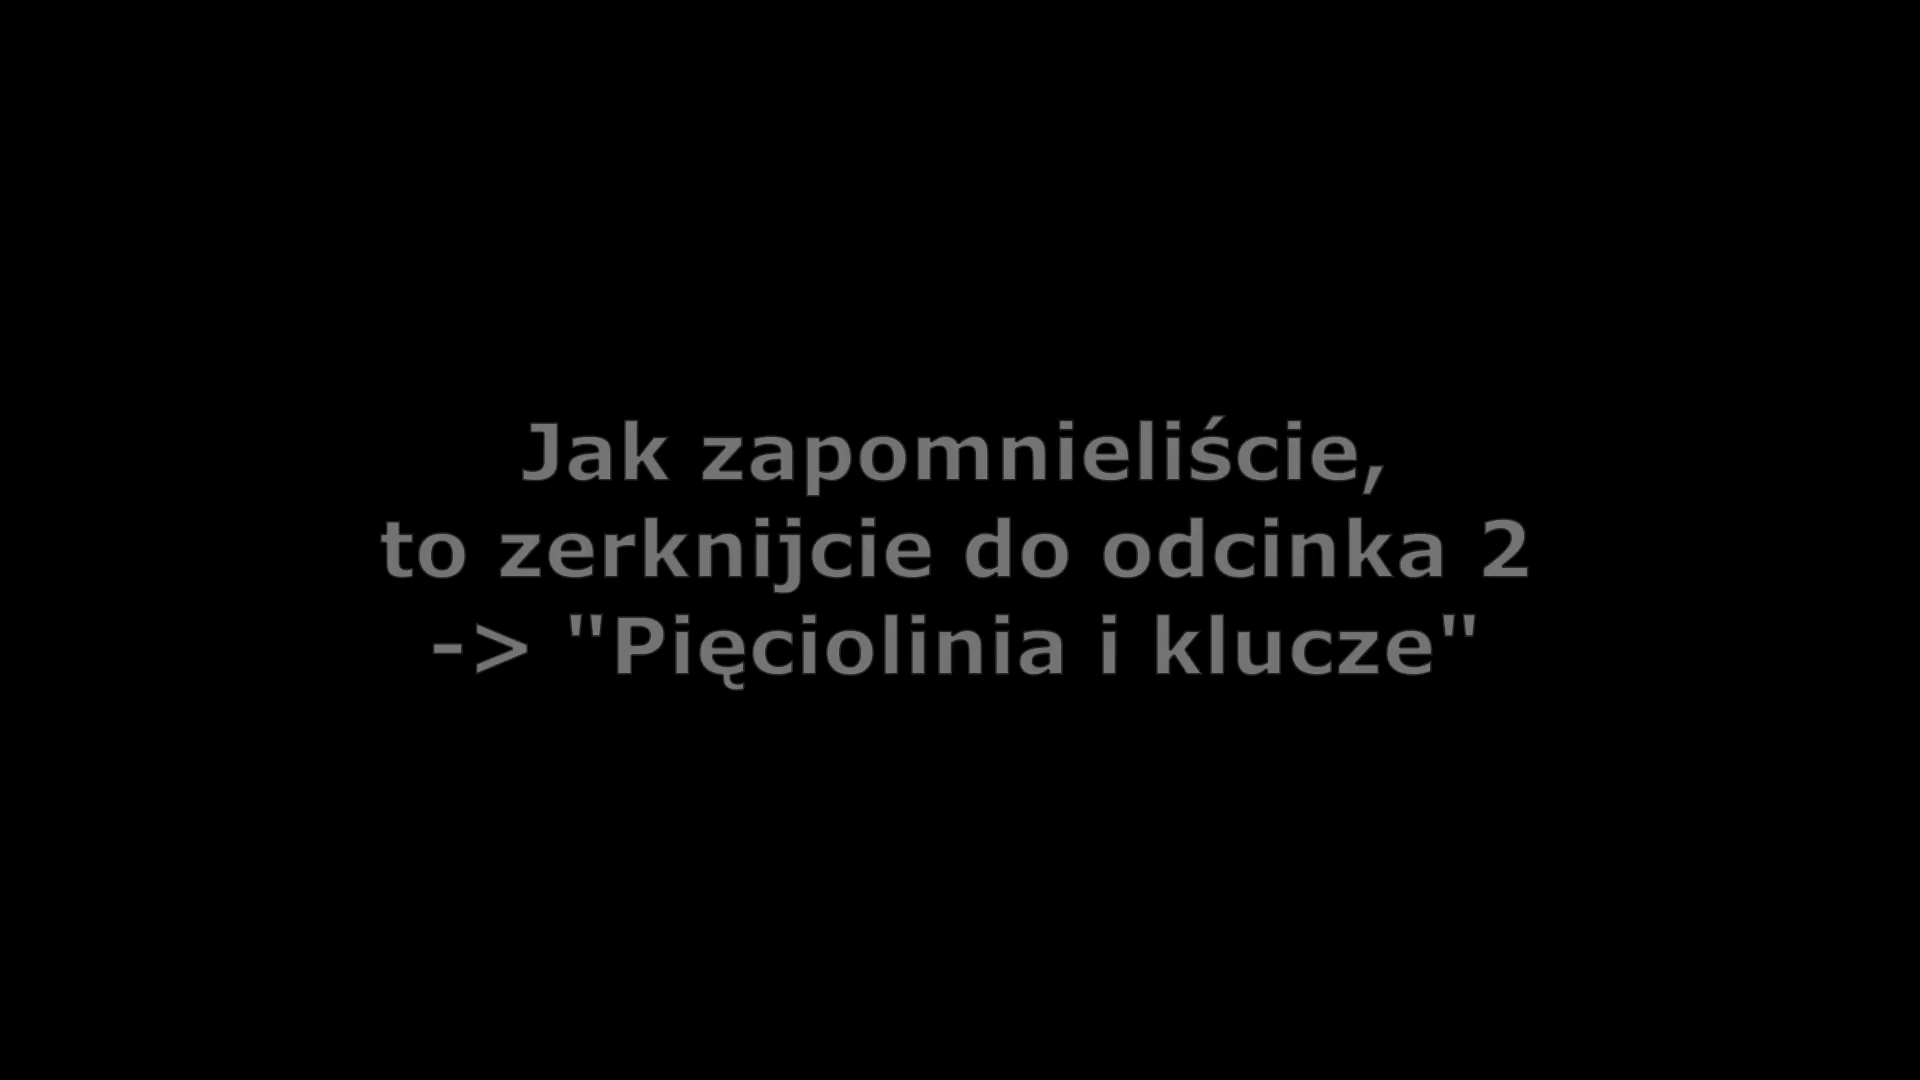 Jak zapomnieliście,
to zerknijcie do odcinka 2
-> "Pięciolinia i klucze"